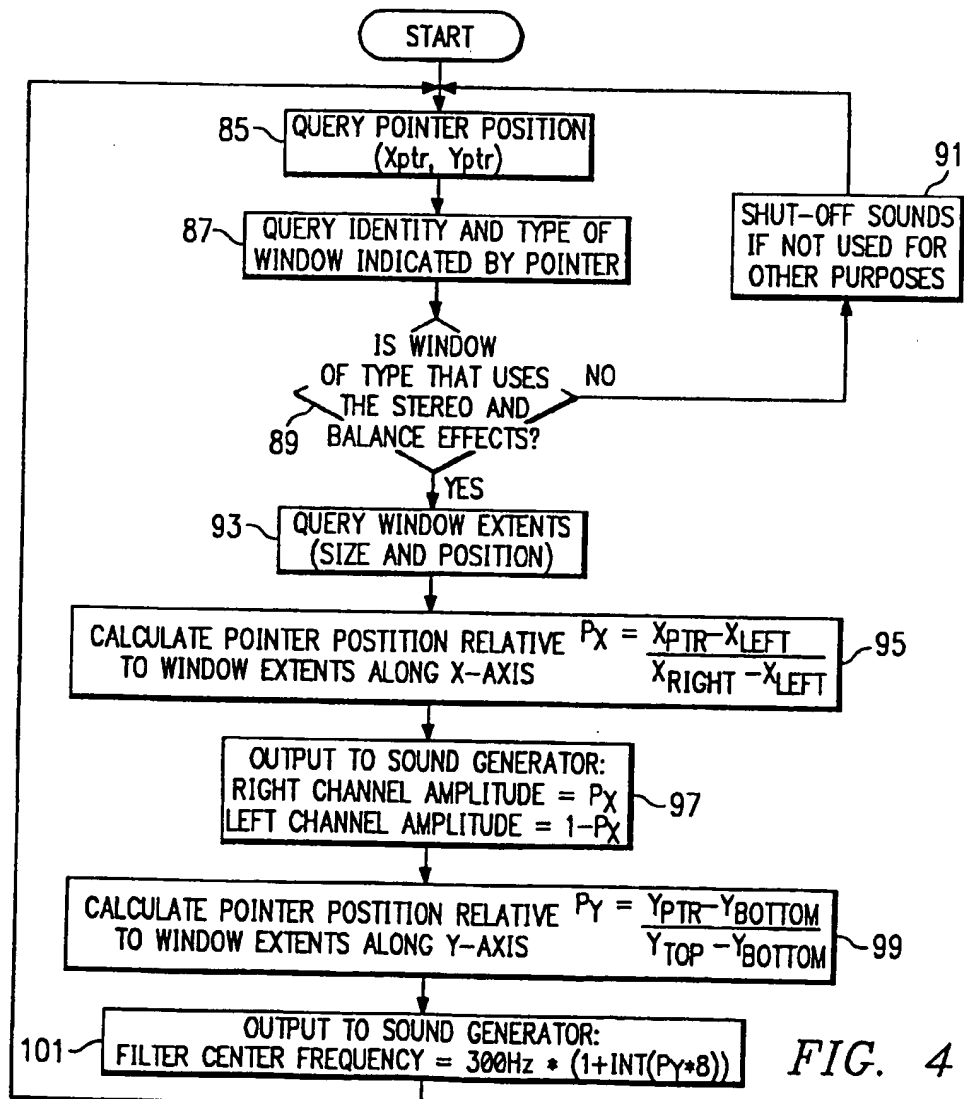 START
85
QUERY POINTER POSITION
(Xptr, Yptr)
91
SHUT-OFF SOUNDS
IF NOT USED FOR
OTHER PURPOSES
87
QUERY IDENTITY AND TYPE OF
WINDOW INDICATED BY POINTER
IS WINDOW
OF TYPE THAT USES
THE STEREO AND
BALANCE EFFECTS?
NO
89
YES
93
QUERY WINDOW EXTENTS
(SIZE AND POSITION)
CALCULATE POINTER POSTITION RELATIVE
TO WINDOW EXTENTS ALONG X-AXIS
PX = XPTR-XLEFT
XRIGHT -XLEFT
95
OUTPUT TO SOUND GENERATOR:
RIGHT CHANNEL AMPLITUDE = PX
LEFT CHANNEL AMPLITUDE = 1-PX
97
CALCULATE POINTER POSTITION RELATIVE
TO WINDOW EXTENTS ALONG Y-AXIS
PY = YPTR-YBOTTOM
YTOP -YBOTTOM
99
OUTPUT TO SOUND GENERATOR:
FILTER CENTER FREQUENCY = 300Hz * (1+INT(PY*8))
101
FIG. 4